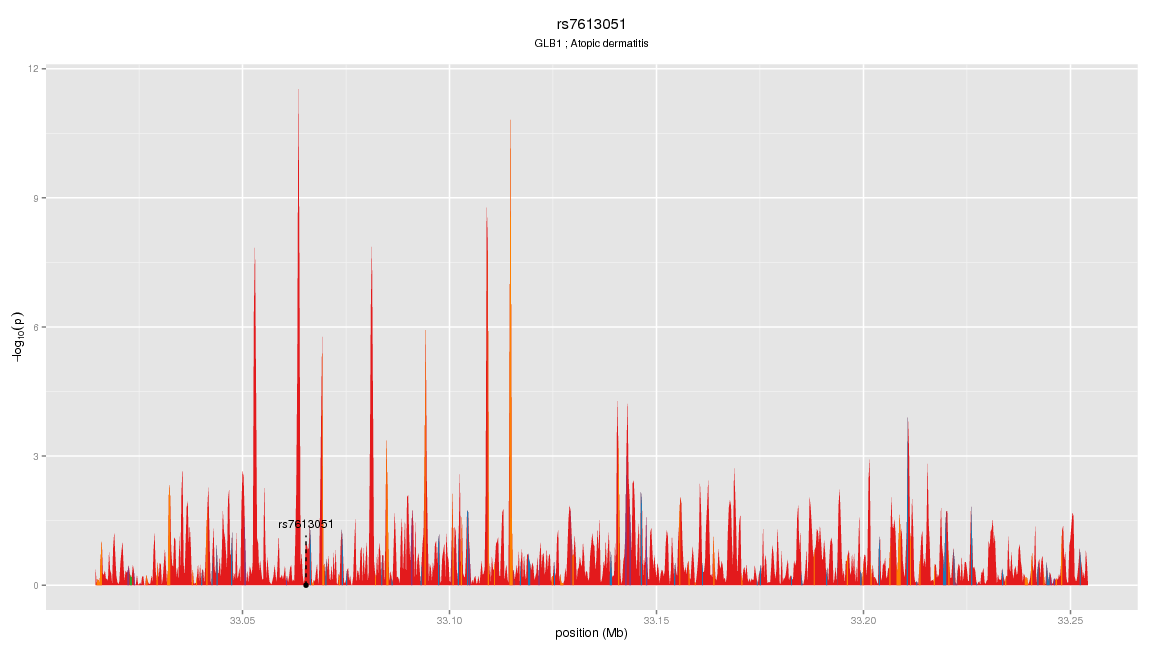 rs7613051
GLB1 ; Atopic dermatitis
12
9
6
3
0
−log10(p)
rs7613051
33.05 33.10 33.15 33.20 33.25
position (Mb)